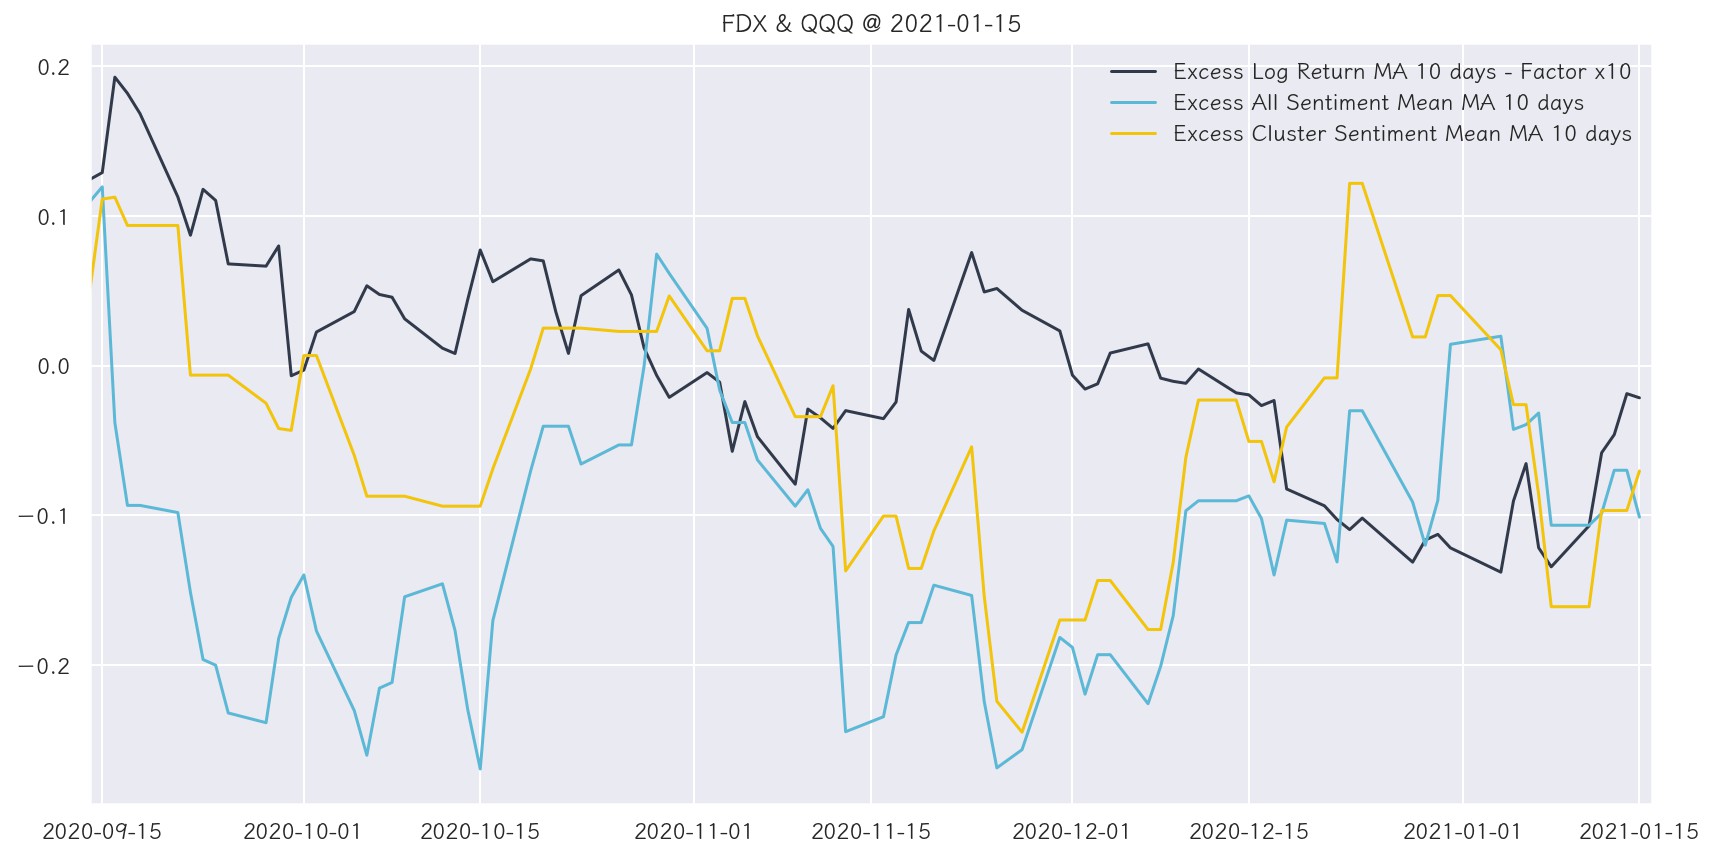 FDX & QQQ @ 2021-01-15
Excess Log Return MA 10 days - Factor x10
Excess All Sentiment Mean MA 10 days
Excess Cluster Sentiment Mean MA 10 days
0.2
0.1
0.0
−0.1
−0.2
2020-09-15 2020-10-01 2020-10-15 2020-11-01 2020-11-15 2020-12-01 2020-12-15 2021-01-01 2021-01-15